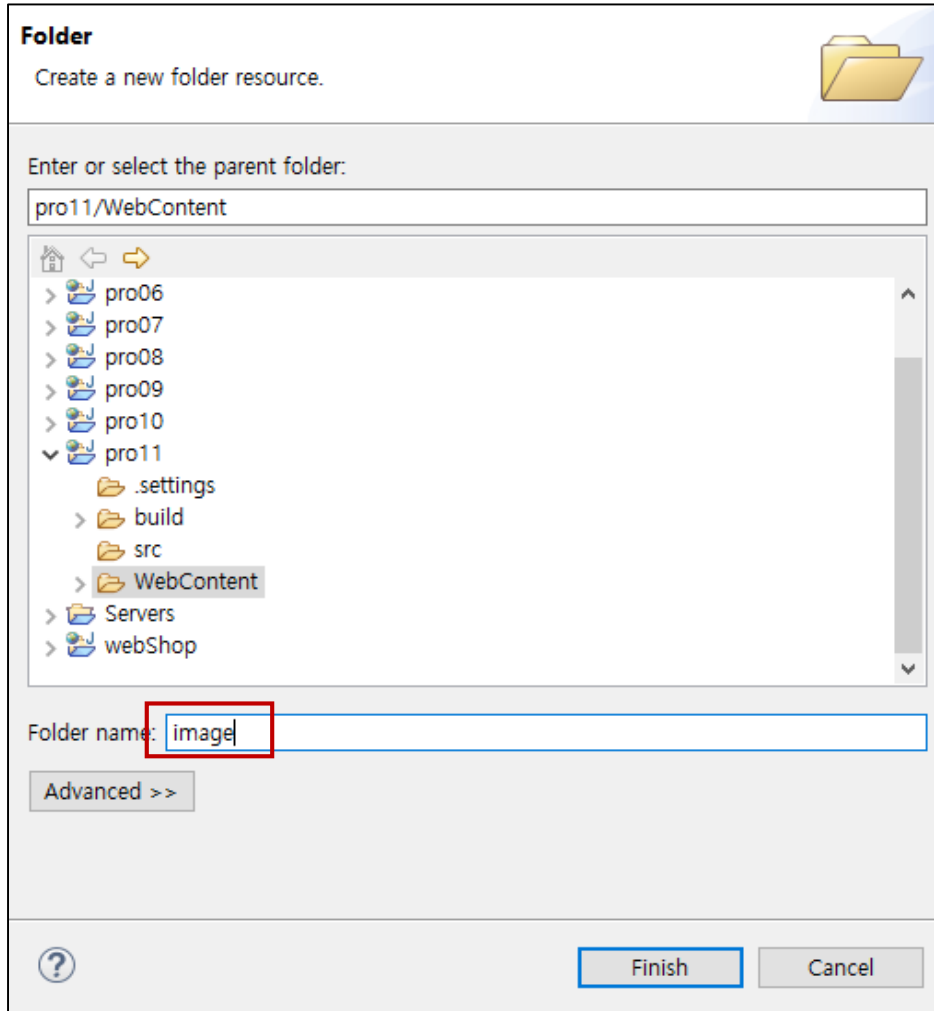 Folder
Create a new folder resource.
Enter or select the parent folder:
pro11/WebContent
pro06
pro07
pro08
pro09
pro10
pro11
.settings
build
src
WebContent
Servers
webShop
Folder name: image
Advanced >>
?
Finish Cancel